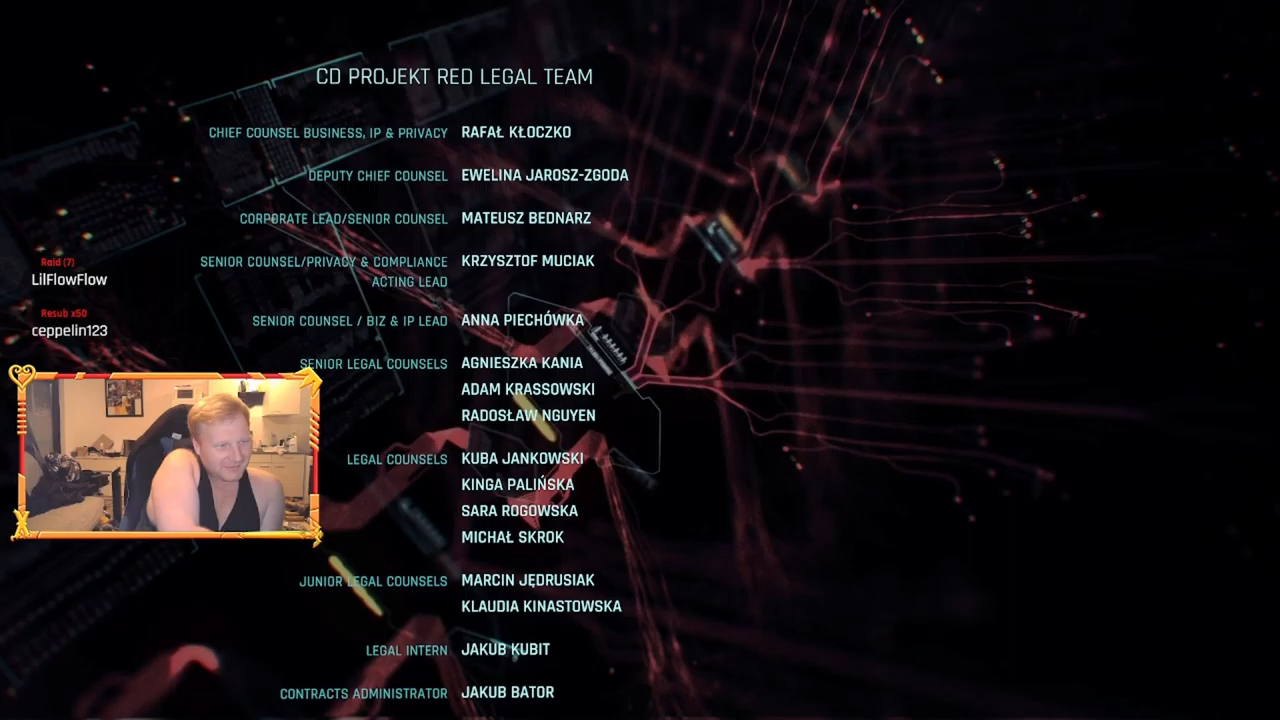 CD PROJEKT RED LEGAL TEAM
CHIEF COUNSEL BUSINESS, IP & PRIVACY RAFAŁ KŁOCZKO
DEPUTY CHIEF COUNSEL EWELINA JAROSZ-ZGODA
CORPORATE LEAD/SENIOR COUNSEL MATEUSZ BEDNARZ
SENIOR COUNSEL/PRIVACY & COMPLIANCE KRZYSZTOF MUCIAK
ACTING LEAD
SENIOR COUNSEL / BIZ & IP LEAD ANNA PIECHÓWKA
SENIOR LEGAL COUNSELS AGNIESZKA KANIA
ADAM KRASSOWSKI
RADOSŁAW NGUYEN
LEGAL COUNSELS KUBA JANKOWSKI
KINGA PALIŃSKA
SARA ROGOWSKA
MICHAŁ SKROK
JUNIOR LEGAL COUNSELS MARCIN JĘDRUSIAK
KLAUDIA KINASTOWSKA
LEGAL INTERN JAKUB KUBIT
CONTRACTS ADMINISTRATOR JAKUB BATOR
Raid (7)
LilFlowFlow
Resub x50
ceppelin123